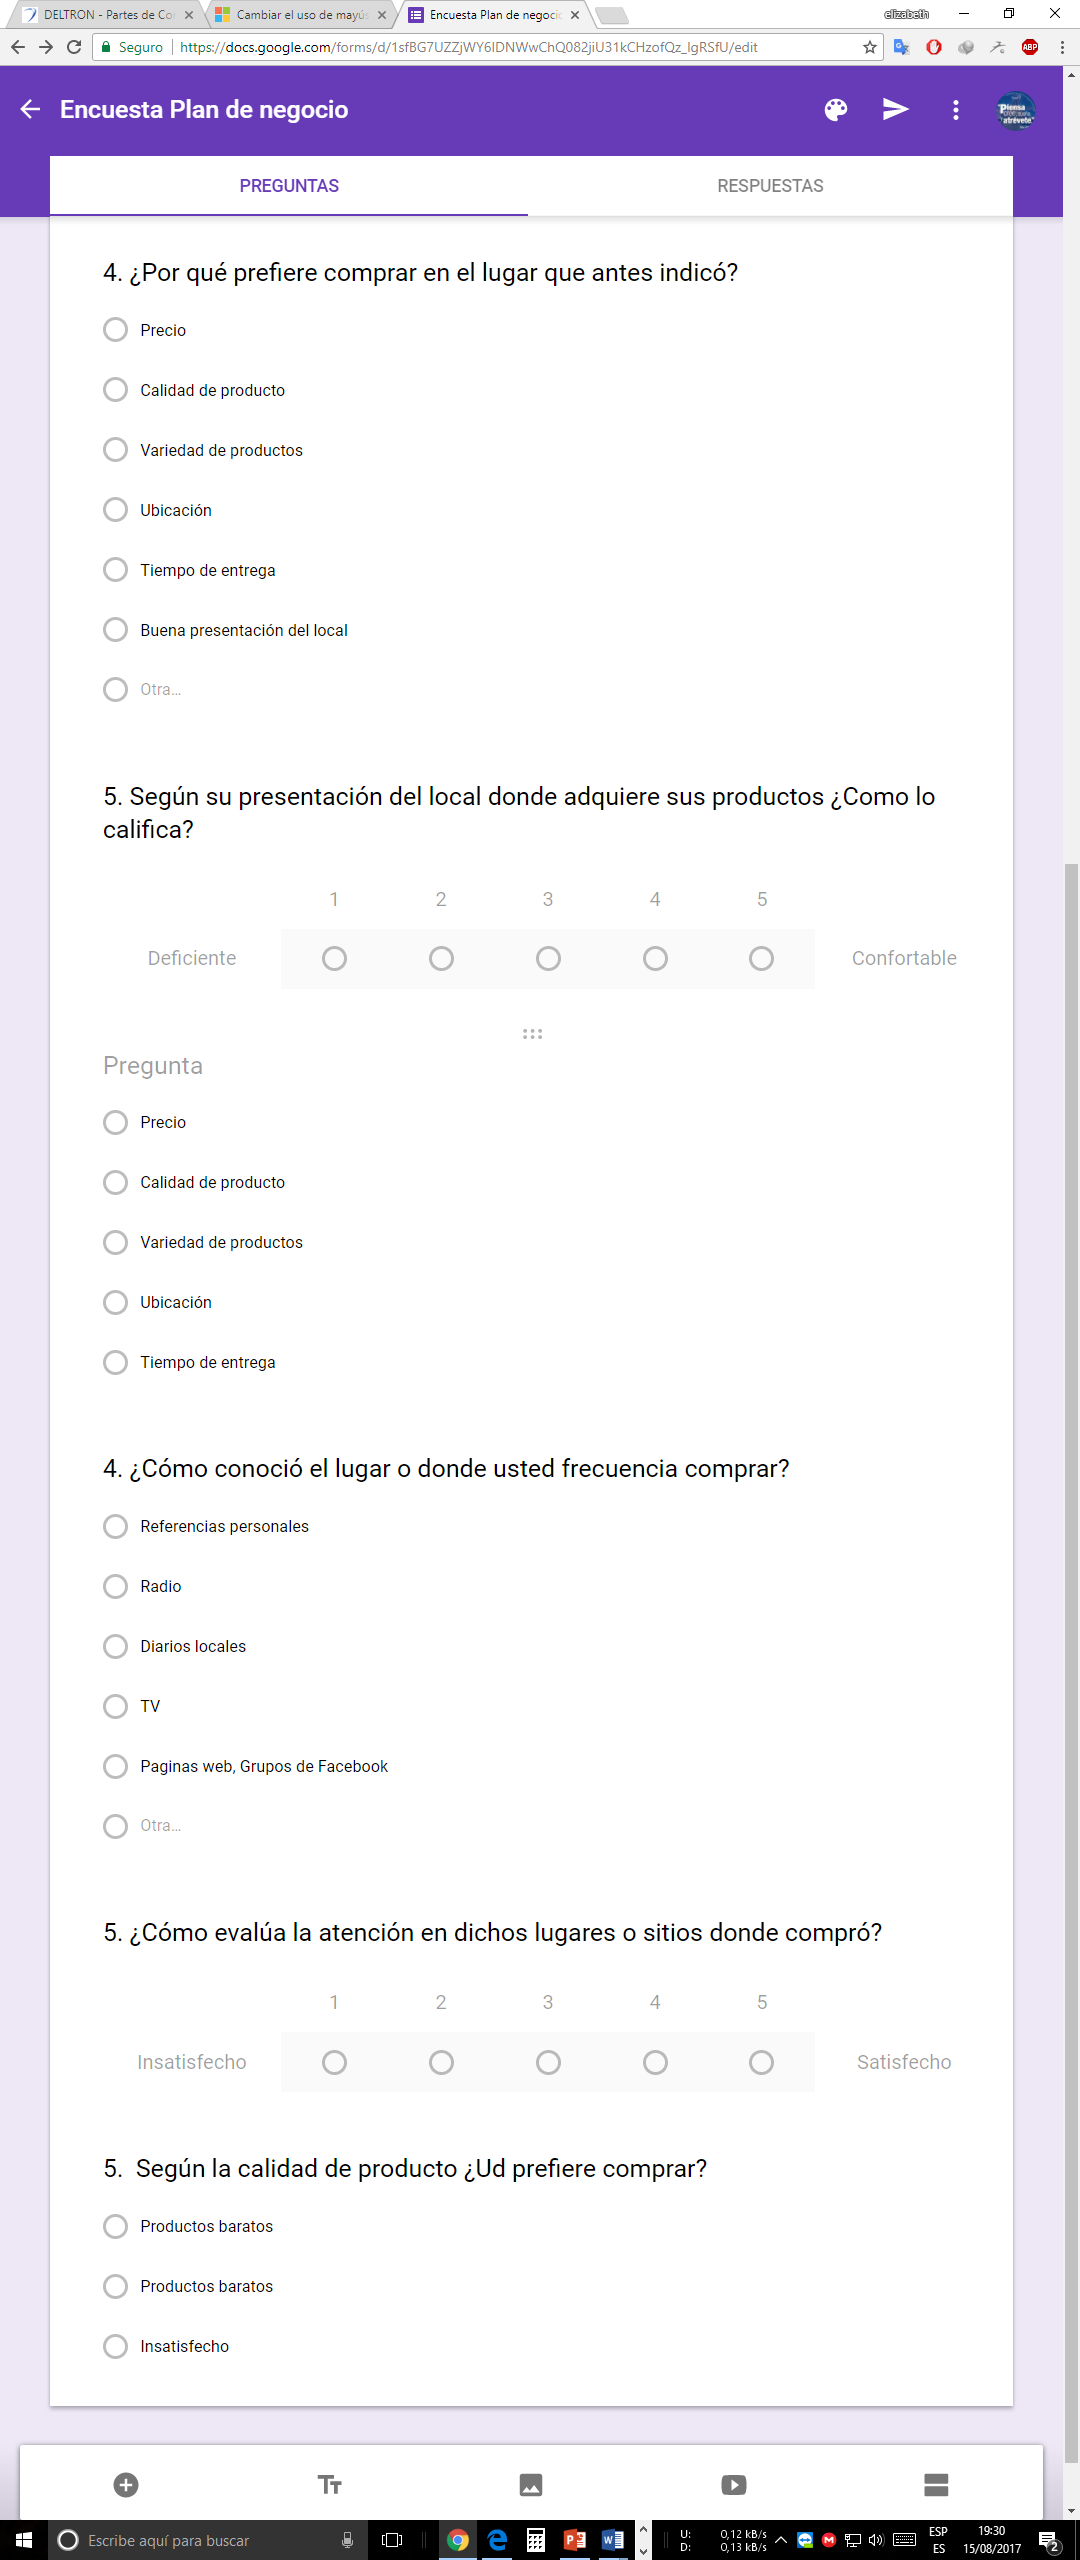 DELTRON - Partes de Co
Cambiar el uso de mayús
Encuesta Plan de negocio
elizabeth
Seguro
https://docs.google.com/forms/d/1sfBG7UZZjWY6IDNWwChQ082jiU31kCHzofQz_lgRSfU/edit
ABP
Encuesta Plan de negocio
Piensa
atrévete
PREGUNTAS
RESPUESTAS
4. ¿Por qué prefiere comprar en el lugar que antes indicó?
Precio
Calidad de producto
Variedad de productos
Ubicación
Tiempo de entrega
Buena presentación del local
Otra...
5. Según su presentación del local donde adquiere sus productos ¿Como lo
califica?
1 2 3 4 5
Deficiente Confortable
Pregunta
Precio
Calidad de producto
Variedad de productos
Ubicación
Tiempo de entrega
4. ¿Cómo conoció el lugar o donde usted frecuencia comprar?
Referencias personales
Radio
Diarios locales
TV
Paginas web, Grupos de Facebook
Otra...
5. ¿Cómo evalúa la atención en dichos lugares o sitios donde compró?
1 2 3 4 5
Insatisfecho Satisfecho
5. Según la calidad de producto ¿Ud prefiere comprar?
Productos baratos
Productos baratos
Insatisfecho
Escribe aquí para buscar
U: 0,12 kB/s
D: 0,13 kB/s
ESP
ES
19:30
15/08/2017
2